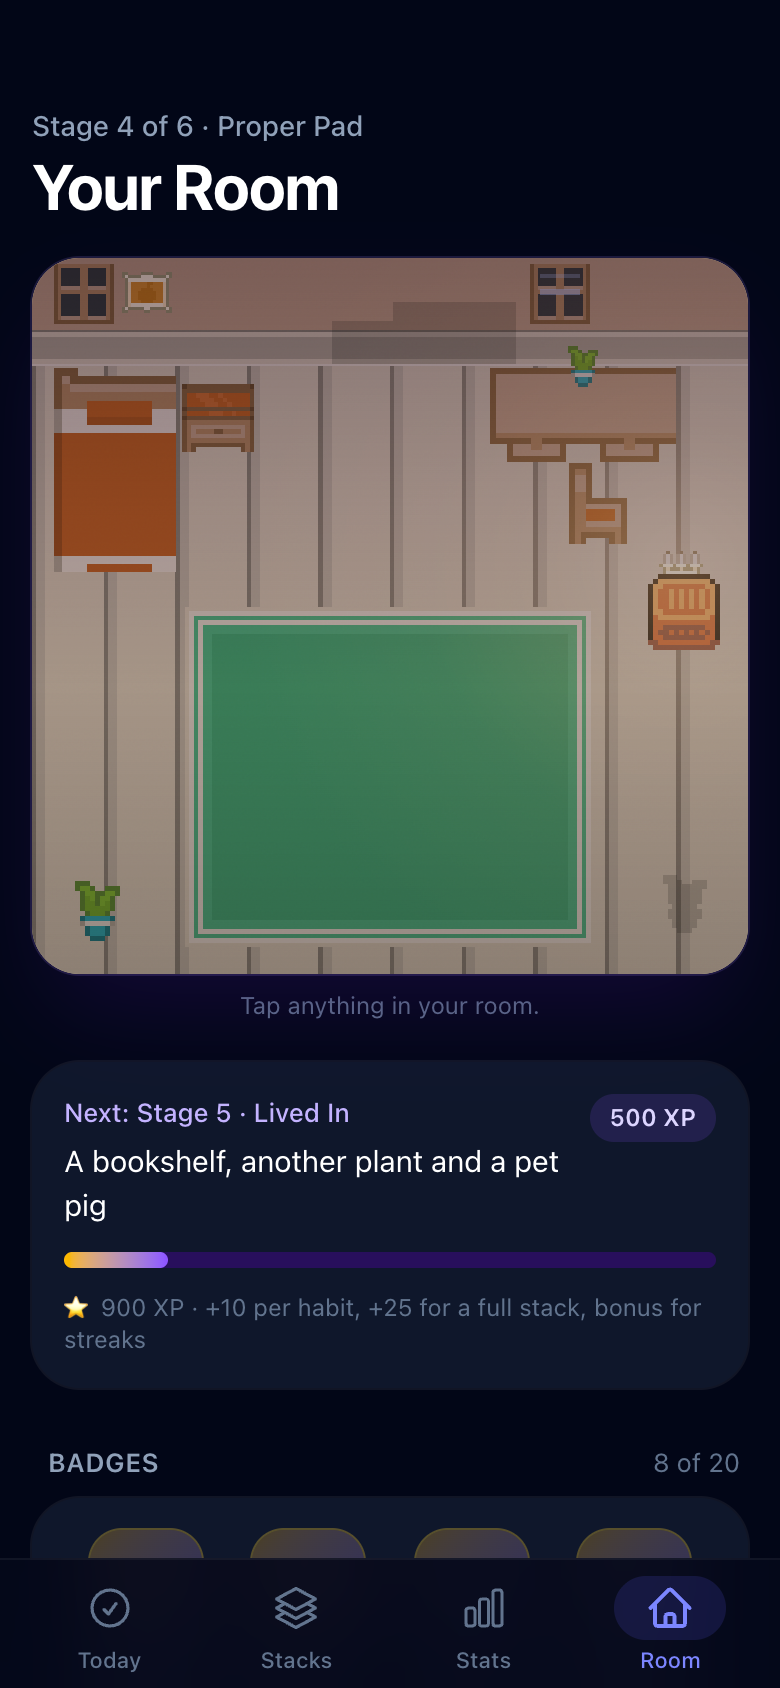 Stage 4 of 6 · Proper Pad
Your Room
Tap anything in your room.
Next: Stage 5 · Lived In
500 XP
A bookshelf, another plant and a pet
pig
900 XP · +10 per habit, +25 for a full stack, bonus for
streaks
BADGES
8 of 20
Today
Stacks
Stats
Room